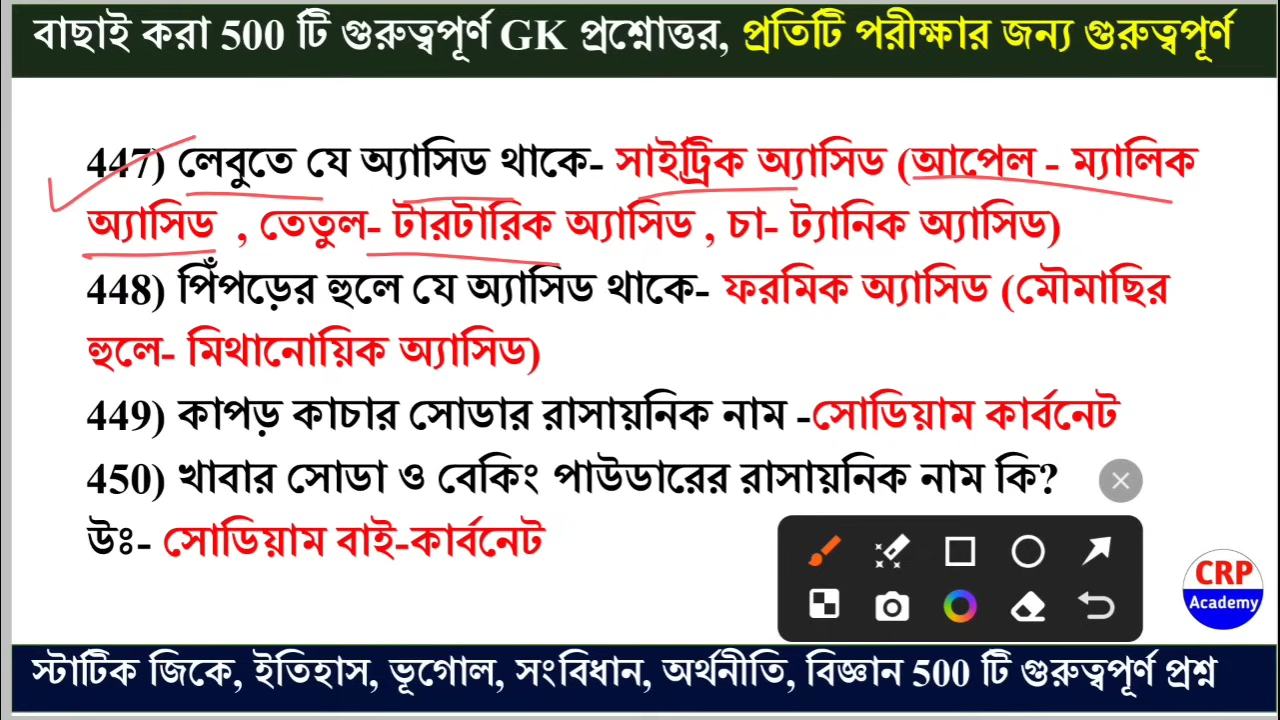 বাছাই করা 500 টি গুরুত্বপূর্ণ GK প্রশ্নোত্তর, প্রতিটি পরীক্ষার জন্য গুরুত্বপূর্ণ
447) লেবুতে যে অ্যাসিড থাকে- সাইট্রিক অ্যাসিড (আপেল - ম্যালিক
অ্যাসিড , তেতুল- টারটারিক অ্যাসিড , চা- ট্যানিক অ্যাসিড)
448) পিঁপড়ের হুলে যে অ্যাসিড থাকে- ফরমিক অ্যাসিড (মৌমাছির
হুলে- মিথানোয়িক অ্যাসিড)
449) কাপড় কাচার সোডার রাসায়নিক নাম -সোডিয়াম কার্বনেট
450) খাবার সোডা ও বেকিং পাউডারের রাসায়নিক নাম কি?
উঃ- সোডিয়াম বাই-কার্বনেট
CRP
Academy
স্টাটিক জিকে, ইতিহাস, ভূগোল, সংবিধান, অর্থনীতি, বিজ্ঞান 500 টি গুরুত্বপূর্ণ প্রশ্ন